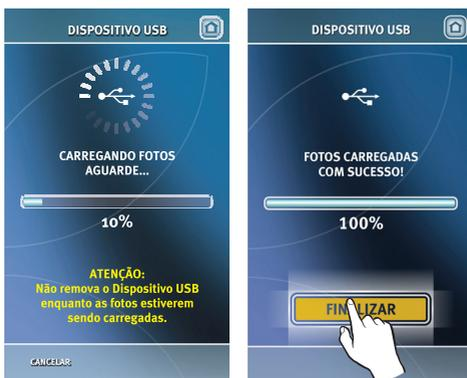 DISPOSITIVO USB
CARREGANDO FOTOS
AGUARDE...
10%
ATENÇÃO:
Não remova o Dispositivo USB
enquanto as fotos estiverem
sendo carregadas.
CANCELAR
DISPOSITIVO USB
FOTOS CARREGADAS
COM SUCESSO!
100%
FINALIZAR